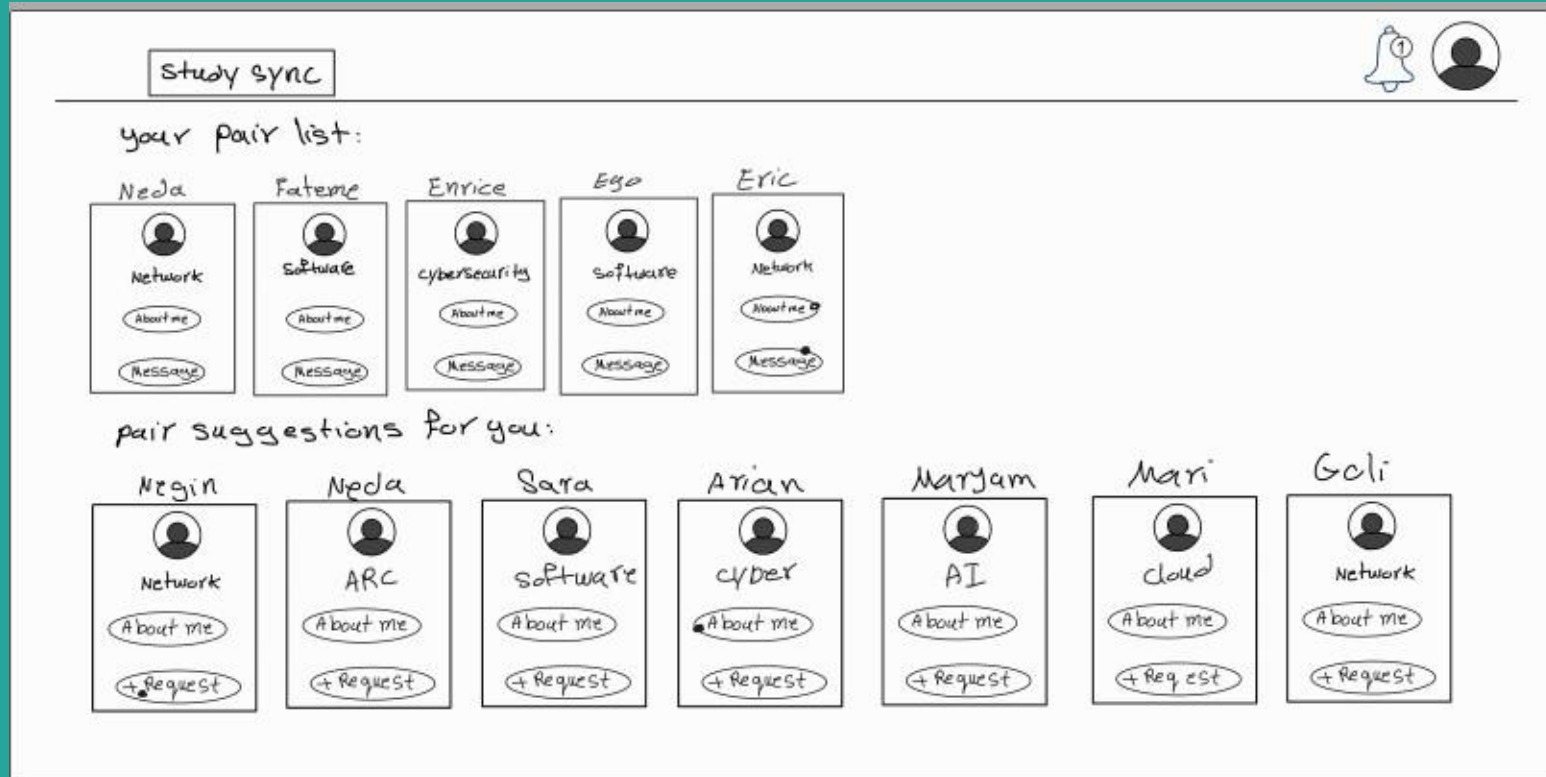 Study sync
1
your pair list:
Neda Fateme Enrice Ego Eric
Network Software cybersecurity software Network
About me About me About me About me About me
Message Message Message Message Message
pair suggestions for you:
Negin Neda Sara Arian Maryam Mari Goli
Network ARC software cyber AI cloud Network
About me About me About me About me About me About me About me
+ Request + Request + Request + Request + Request + Req est + Request